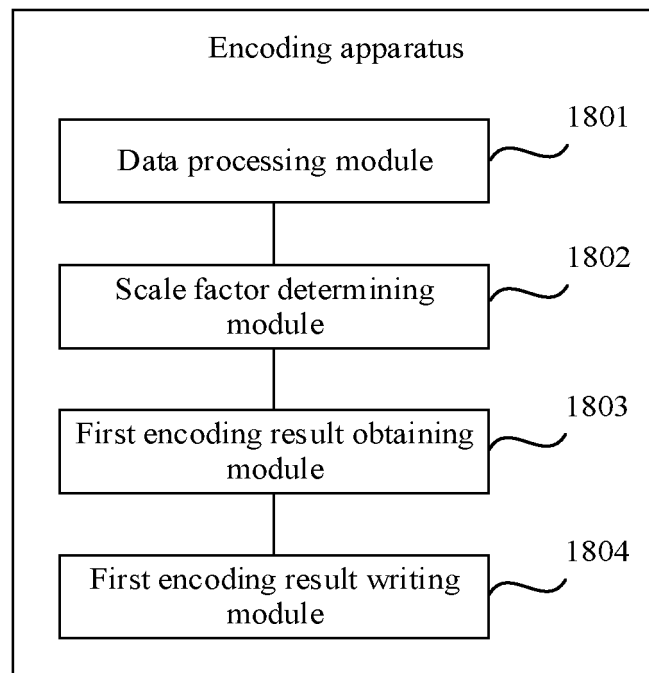 Encoding apparatus
1801
Data processing module
1802
Scale factor determining
module
1803
First encoding result obtaining
module
1804
First encoding result writing
module